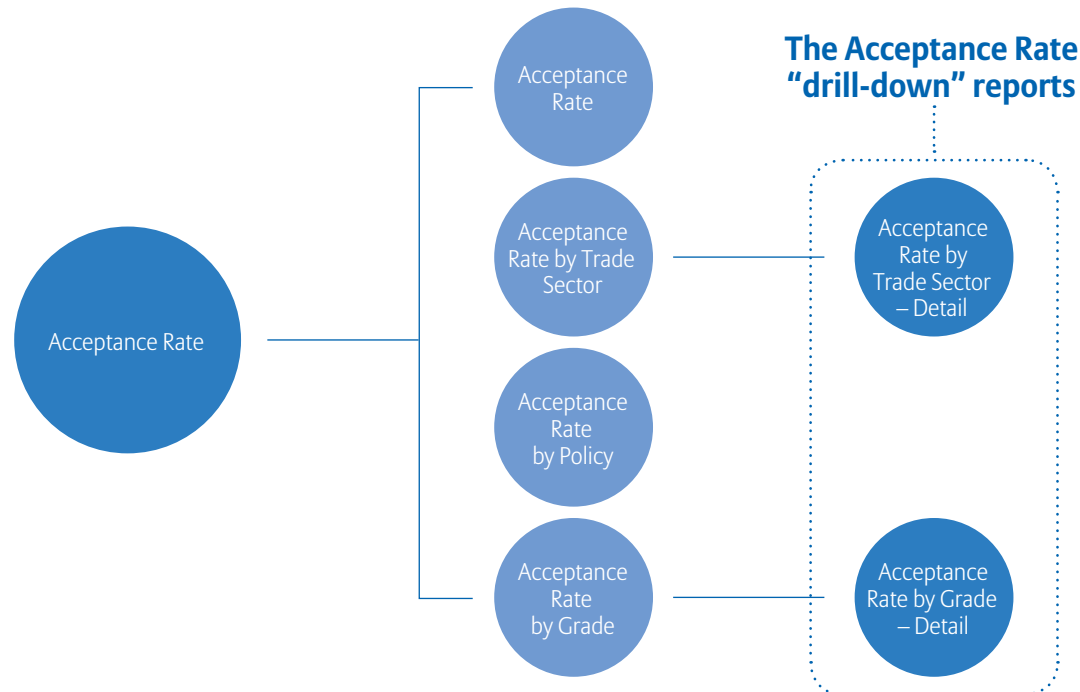 The Acceptance Rate
“drill-down” reports
Acceptance
Rate
Acceptance
Rate by Trade
Sector
Acceptance
Rate by
Trade Sector
– Detail
Acceptance Rate
Acceptance
Rate
by Policy
Acceptance
Rate
by Grade
Acceptance
Rate by Grade
– Detail